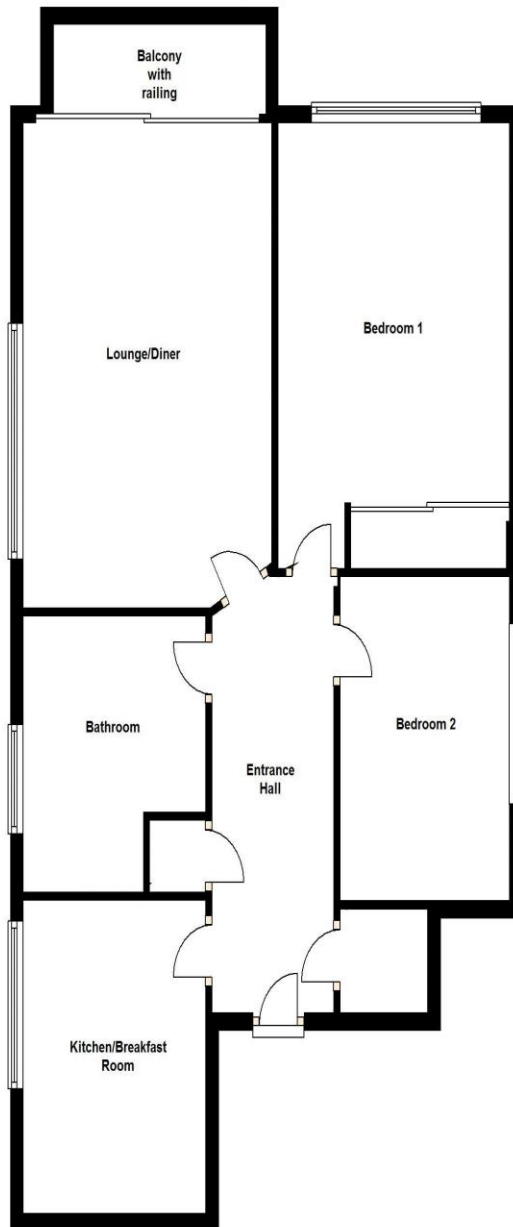 Balcony
with
railing
Bedroom 1
Lounge/Diner
Bathroom
Bedroom 2
Entrance
Hall
Kitchen/Breakfast
Room